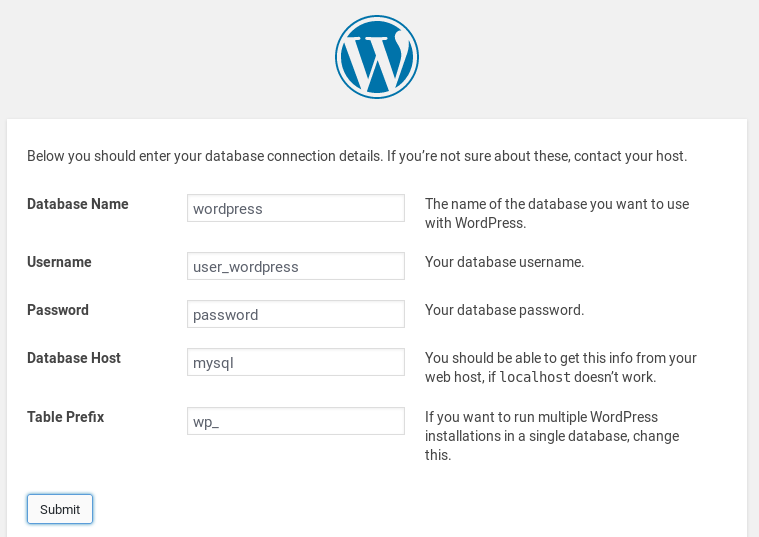 Below you should enter your database connection details. If you’re not sure about these, contact your host.
Database Name
wordpress
The name of the database you want to use
with WordPress.
Username
user_wordpress
Your database username.
Password
password
Your database password.
Database Host
mysql
You should be able to get this info from your
web host, if localhost doesn’t work.
Table Prefix
wp_
If you want to run multiple WordPress
installations in a single database, change
this.
Submit